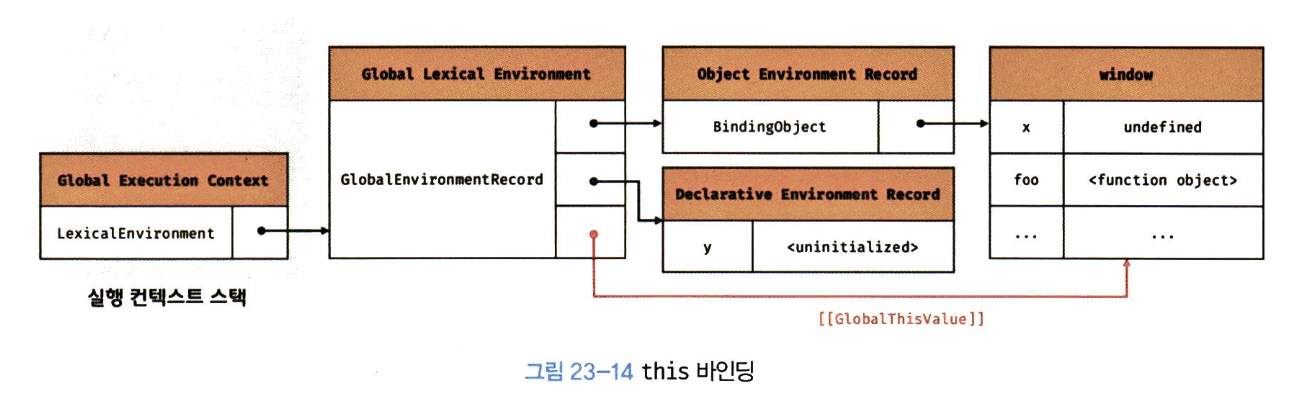 Global Execution Context
LexicalEnvironment
실행 컨텍스트 스택
Global Lexical Environment
GlobalEnvironmentRecord
Object Environment Record
BindingObject
Declarative Environment Record
y <uninitialized>
window
x undefined
foo <function object>
... ...
[[GlobalThisValue]]
그림 23-14 this 바인딩